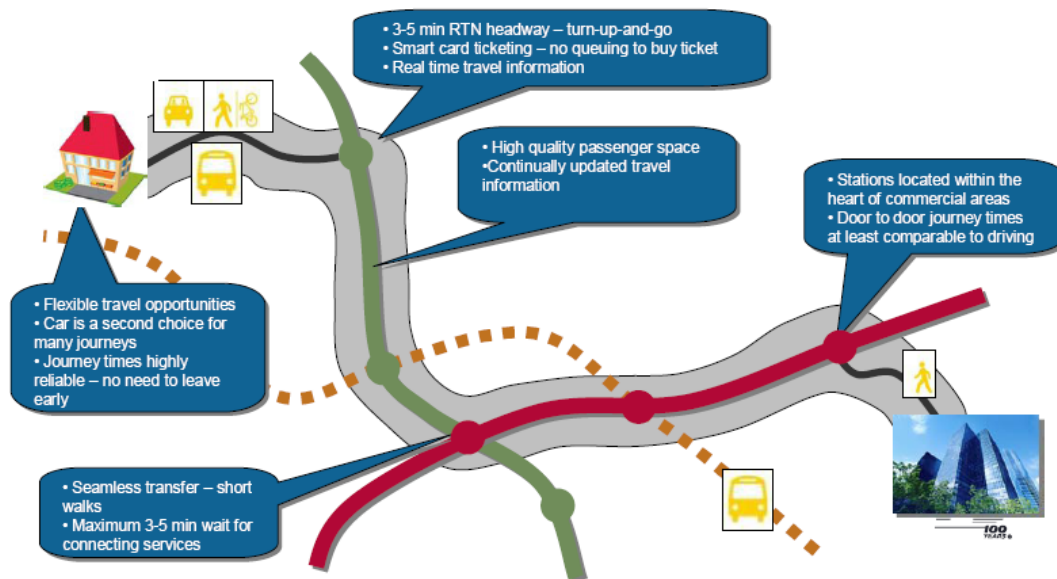 • 3-5 min RTN headway – turn-up-and-go
• Smart card ticketing – no queuing to buy ticket
• Real time travel information
• High quality passenger space
•Continually updated travel
information
• Stations located within the
heart of commercial areas
• Door to door journey times
at least comparable to driving
• Flexible travel opportunities
• Car is a second choice for
many journeys
• Journey times highly
reliable – no need to leave
early
• Seamless transfer – short
walks
• Maximum 3-5 min wait for
connecting services
100
YEARS